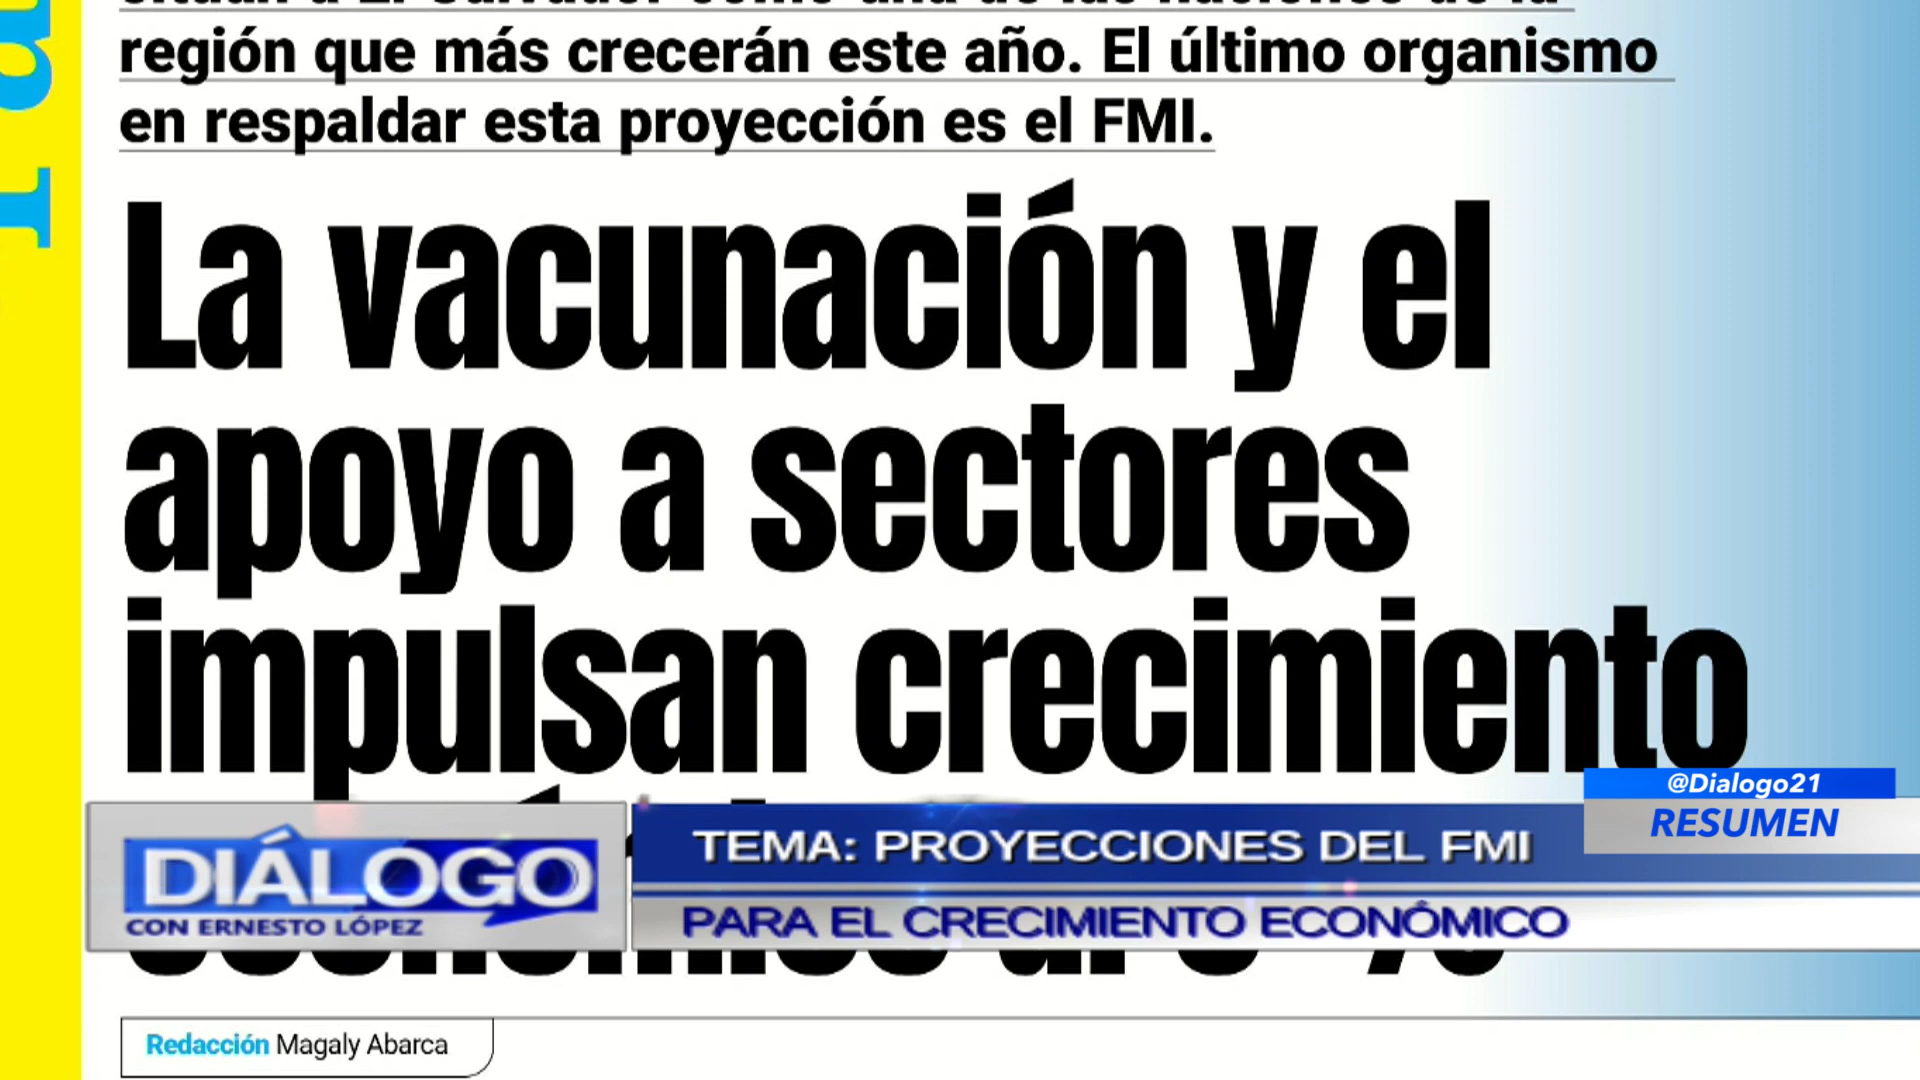 región que más crecerán este año. El último organismo
en respaldar esta proyección es el FMI.
La vacunación y el
apoyo a sectores
impulsan crecimiento
@Dialogo21
RESUMEN
TEMA: PROYECCIONES DEL FMI
DIÁLOGO
CON ERNESTO LÓPEZ
PARA EL CRECIMIENTO ECONÓMICO
Redacción Magaly Abarca